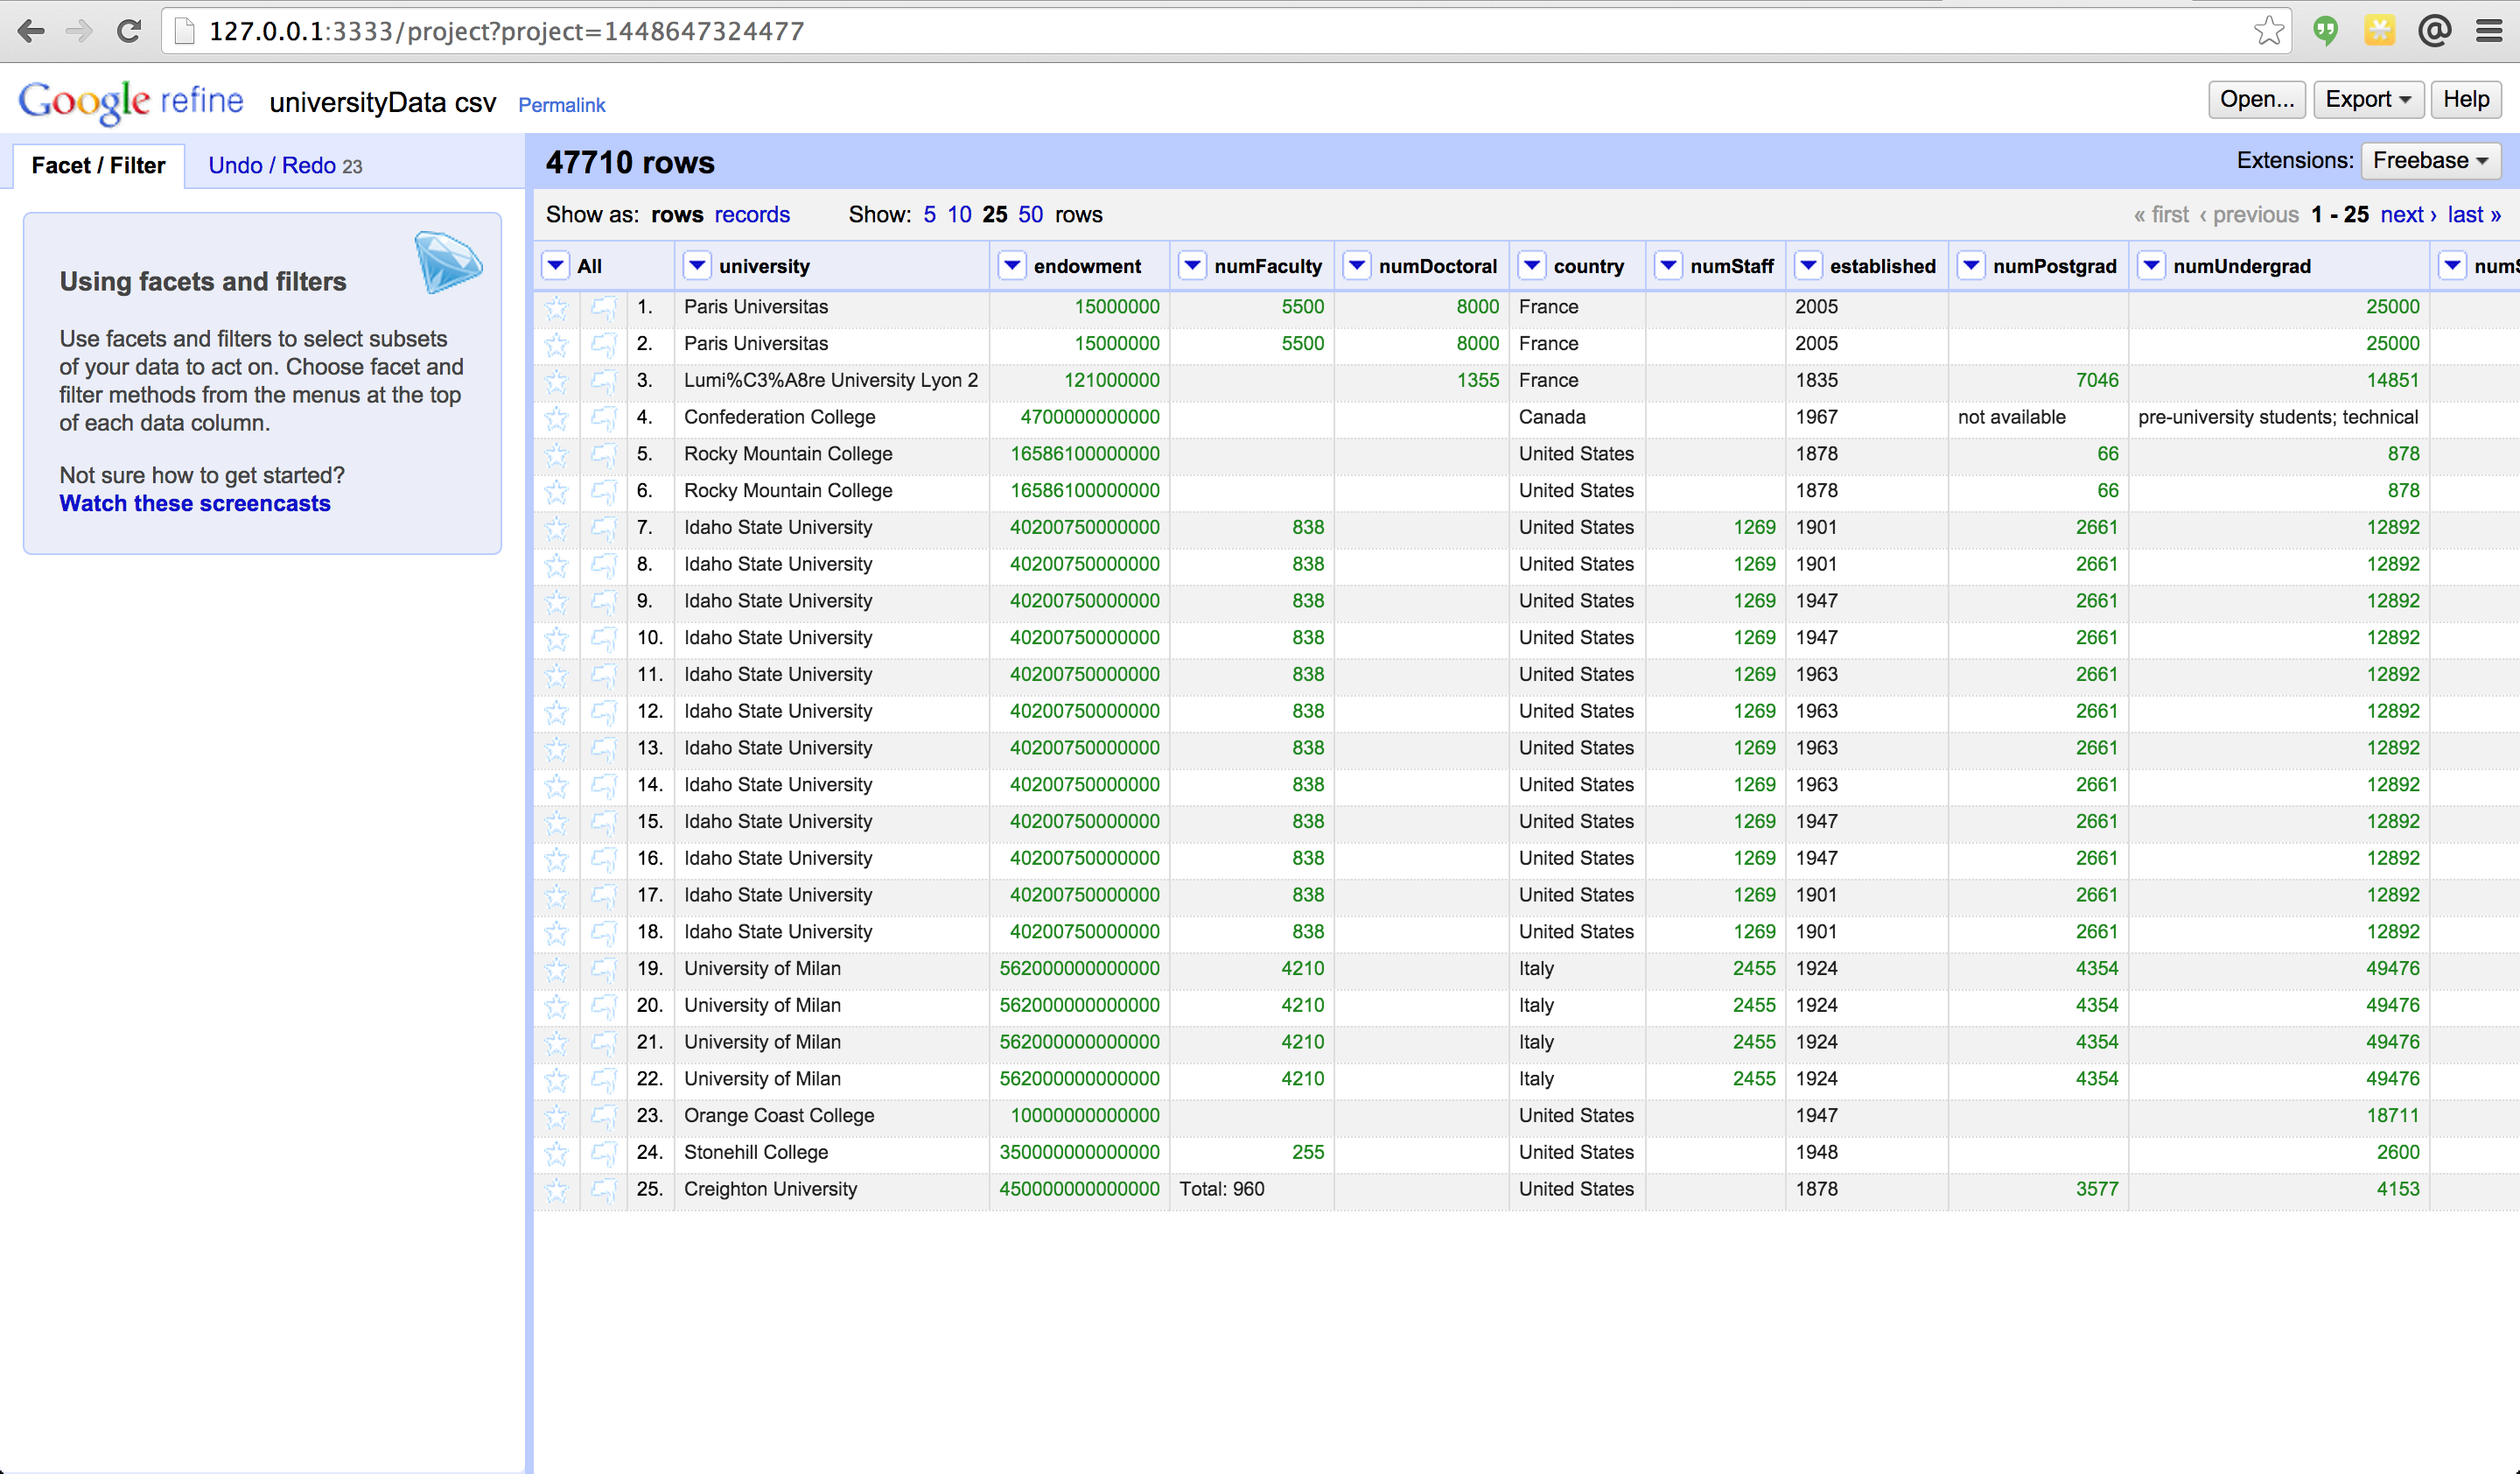 127.0.0.1:3333/project?project=1448647324477
Google refine universityData csv Permalink Open... Export Help
Facet / Filter Undo / Redo 23 47710 rows Extensions: Freebase
Show as: rows records Show: 5 10 25 50 rows « first ‹ previous 1 - 25 next › last »
Using facets and filters
Use facets and filters to select subsets
of your data to act on. Choose facet and
filter methods from the menus at the top
of each data column.
Not sure how to get started?
Watch these screencasts
All university endowment numFaculty numDoctoral country numStaff established numPostgrad numUndergrad numS
1. Paris Universitas 15000000 5500 8000 France 2005 25000
2. Paris Universitas 15000000 5500 8000 France 2005 25000
3. Lumi%C3%A8re University Lyon 2 121000000 1355 France 1835 7046 14851
4. Confederation College 4700000000000 Canada 1967 not available pre-university students; technical
5. Rocky Mountain College 16586100000000 United States 1878 66 878
6. Rocky Mountain College 16586100000000 United States 1878 66 878
7. Idaho State University 40200750000000 838 United States 1269 1901 2661 12892
8. Idaho State University 40200750000000 838 United States 1269 1901 2661 12892
9. Idaho State University 40200750000000 838 United States 1269 1947 2661 12892
10. Idaho State University 40200750000000 838 United States 1269 1947 2661 12892
11. Idaho State University 40200750000000 838 United States 1269 1963 2661 12892
12. Idaho State University 40200750000000 838 United States 1269 1963 2661 12892
13. Idaho State University 40200750000000 838 United States 1269 1963 2661 12892
14. Idaho State University 40200750000000 838 United States 1269 1963 2661 12892
15. Idaho State University 40200750000000 838 United States 1269 1947 2661 12892
16. Idaho State University 40200750000000 838 United States 1269 1947 2661 12892
17. Idaho State University 40200750000000 838 United States 1269 1901 2661 12892
18. Idaho State University 40200750000000 838 United States 1269 1901 2661 12892
19. University of Milan 562000000000000 4210 Italy 2455 1924 4354 49476
20. University of Milan 562000000000000 4210 Italy 2455 1924 4354 49476
21. University of Milan 562000000000000 4210 Italy 2455 1924 4354 49476
22. University of Milan 562000000000000 4210 Italy 2455 1924 4354 49476
23. Orange Coast College 10000000000000 United States 1947 18711
24. Stonehill College 350000000000000 255 United States 1948 2600
25. Creighton University 450000000000000 Total: 960 United States 1878 3577 4153